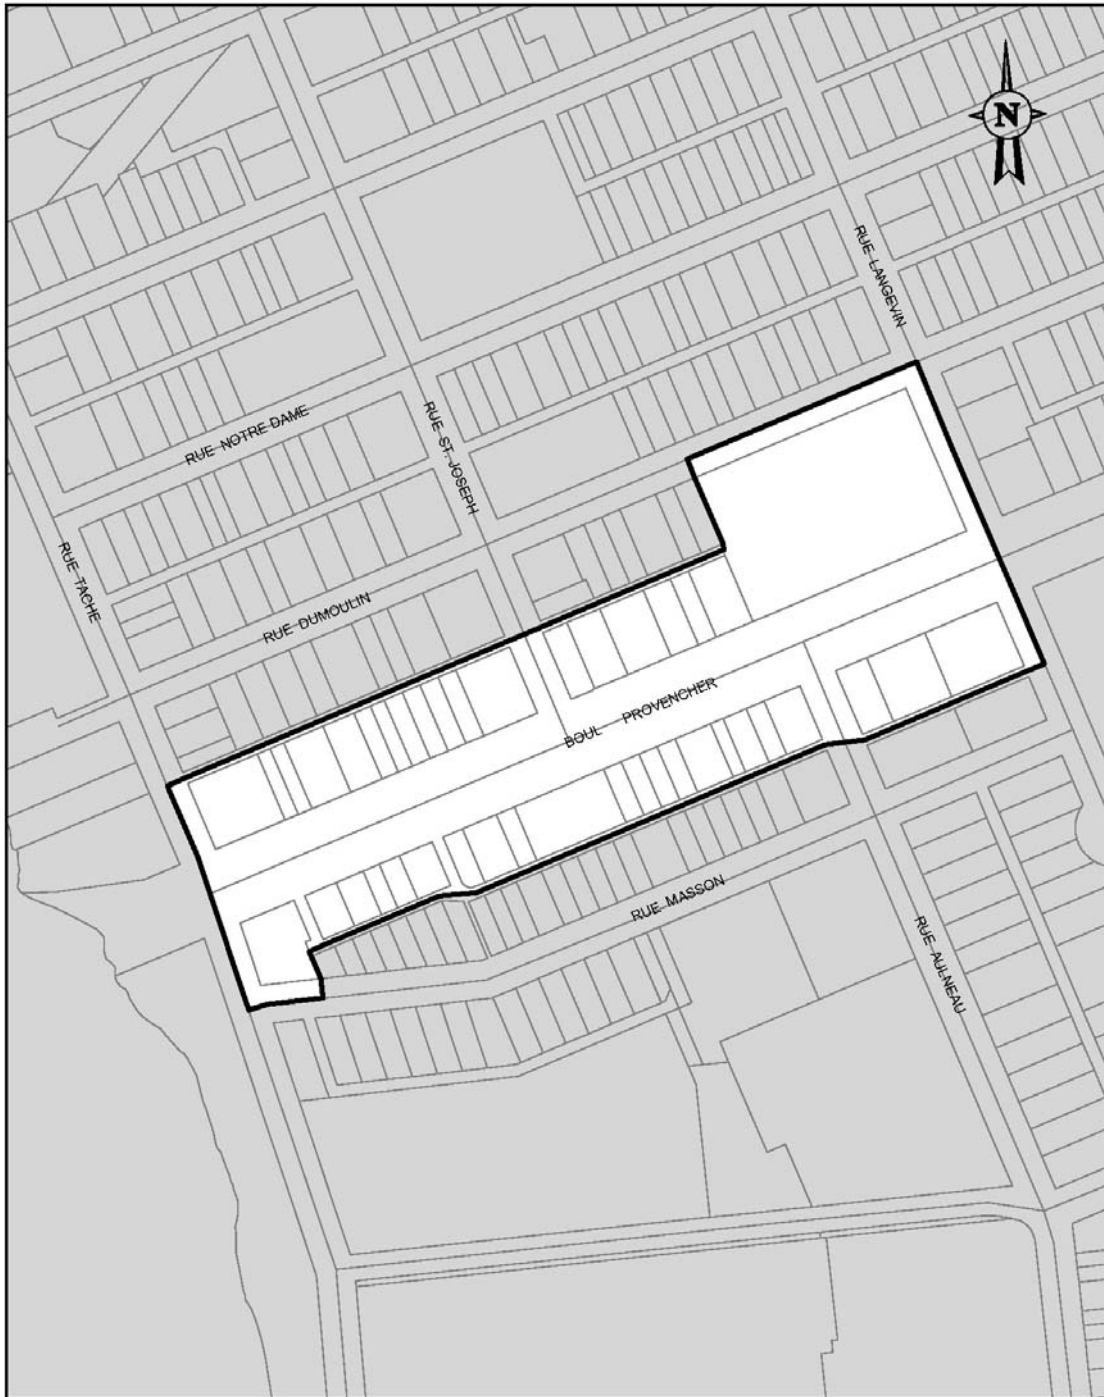 N
RUE LANGEVIN
RUE NOTRE DAME
RUE ST. JOSEPH
RUE TACHE
RUE DUMOULIN
BOUL PROVENCHER
RUE MASSON
RUE AULNEAU